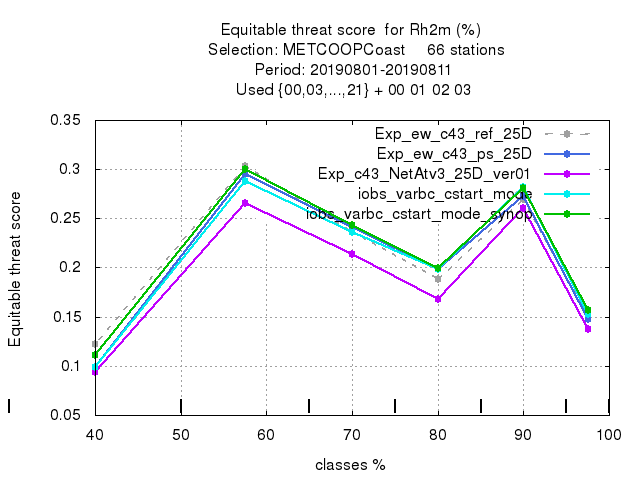 Equitable threat score  for Rh2m (%)
Selection: METCOOPCoast     66 stations
Period: 20190801-20190811
Used {00,03,...,21} + 00 01 02 03
Exp_ew_c43_ref_25D
Exp_ew_c43_ps_25D
Exp_c43_NetAtv3_25D_ver01
iobs_varbc_cstart_mode
iobs_varbc_cstart_mode_synop
Equitable threat score
0.35
0.3
0.25
0.2
0.15
0.1
0.05
40 50 60 70 80 90 100
classes %